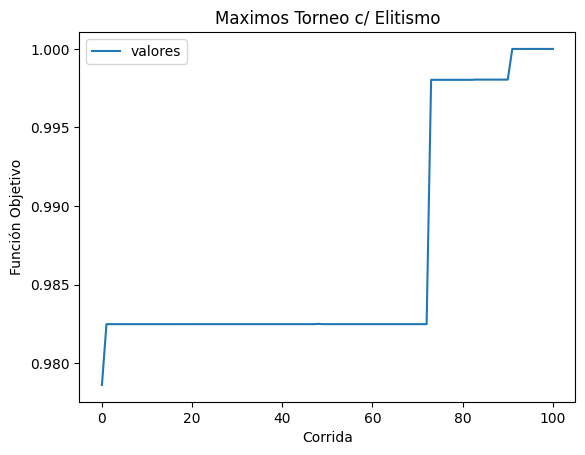 Maximos Torneo c/ Elitismo
valores
Función Objetivo
1.000
0.995
0.990
0.985
0.980
0 20 40 60 80 100
Corrida